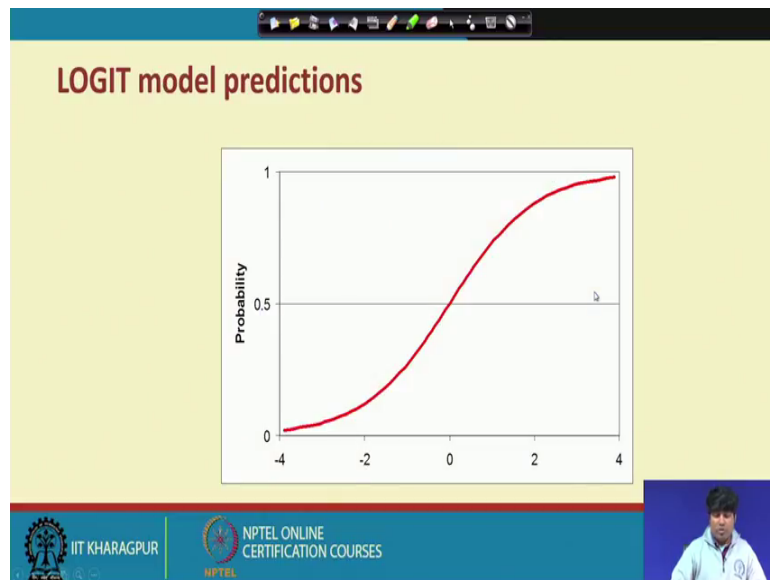 LOGIT model predictions
1
Probability
0.5
0
-4 -2 0 2 4
IIT KHARAGPUR
NPTEL
NPTEL ONLINE
CERTIFICATION COURSES